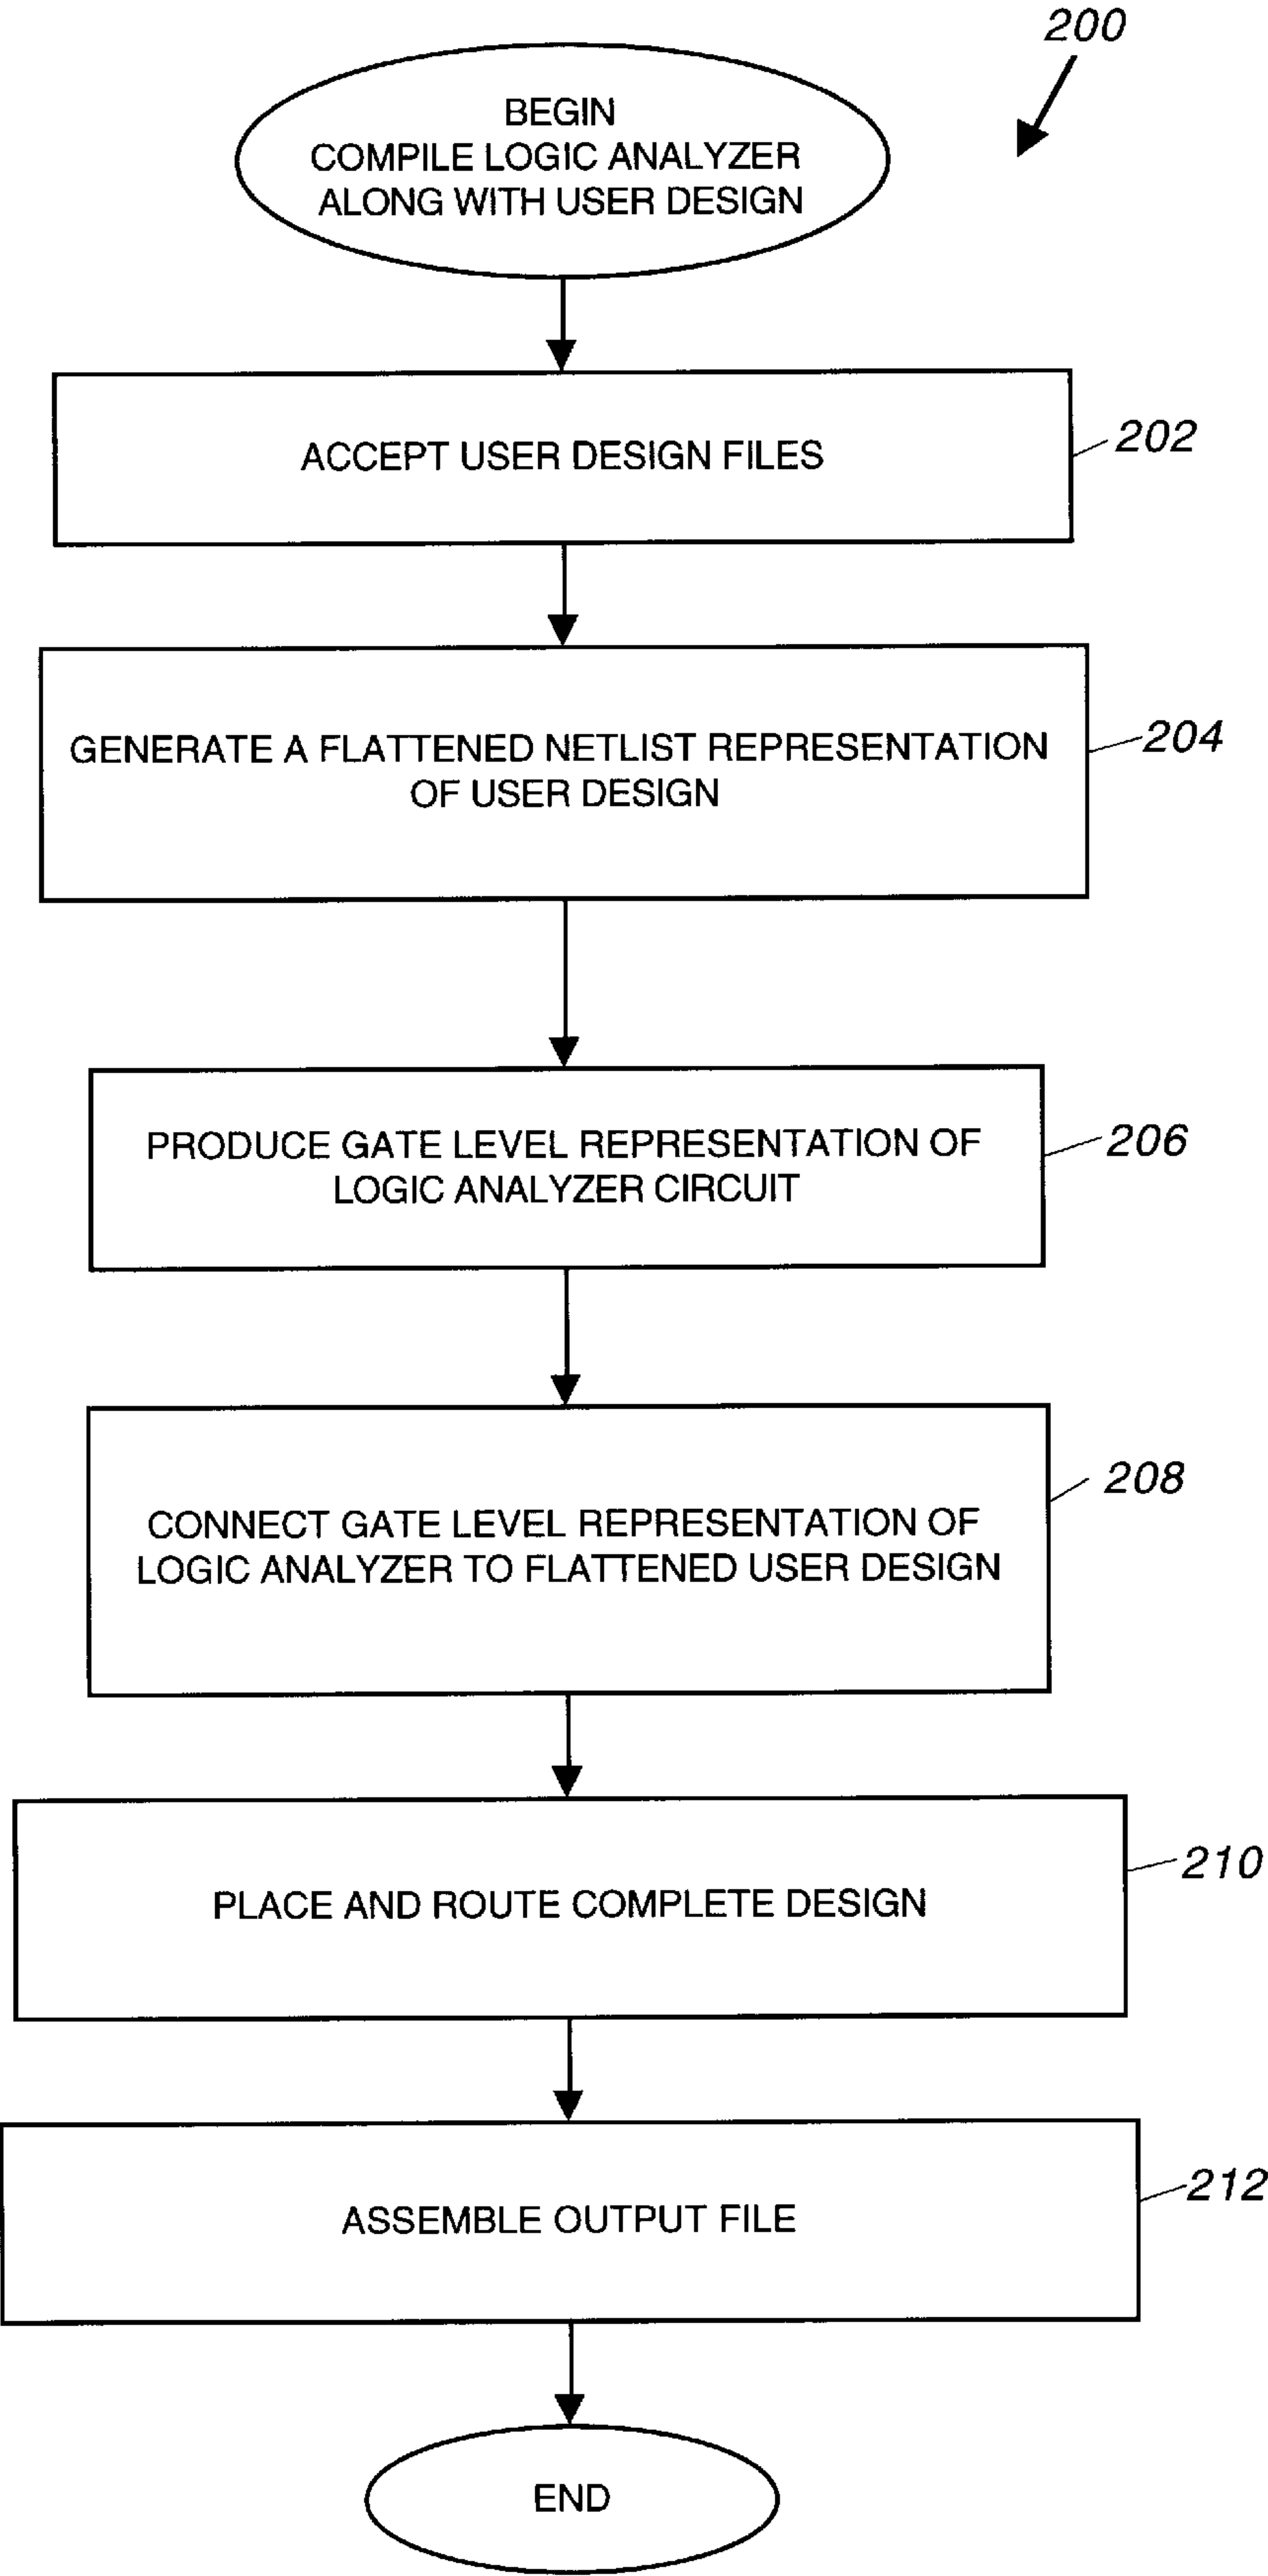 200
BEGIN
COMPILE LOGIC ANALYZER
ALONG WITH USER DESIGN
ACCEPT USER DESIGN FILES
202
GENERATE A FLATTENED NETLIST REPRESENTATION
OF USER DESIGN
204
PRODUCE GATE LEVEL REPRESENTATION OF
LOGIC ANALYZER CIRCUIT
206
CONNECT GATE LEVEL REPRESENTATION OF
LOGIC ANALYZER TO FLATTENED USER DESIGN
208
PLACE AND ROUTE COMPLETE DESIGN
210
ASSEMBLE OUTPUT FILE
212
END